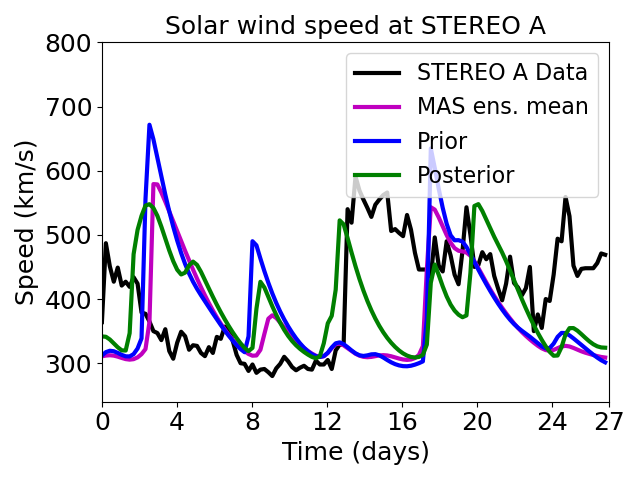 Solar wind speed at STEREO A
800
700
600
500
400
300
Speed (km/s)
STEREO A Data
MAS ens. mean
Prior
Posterior
0 4 8 12 16 20 24 27
Time (days)